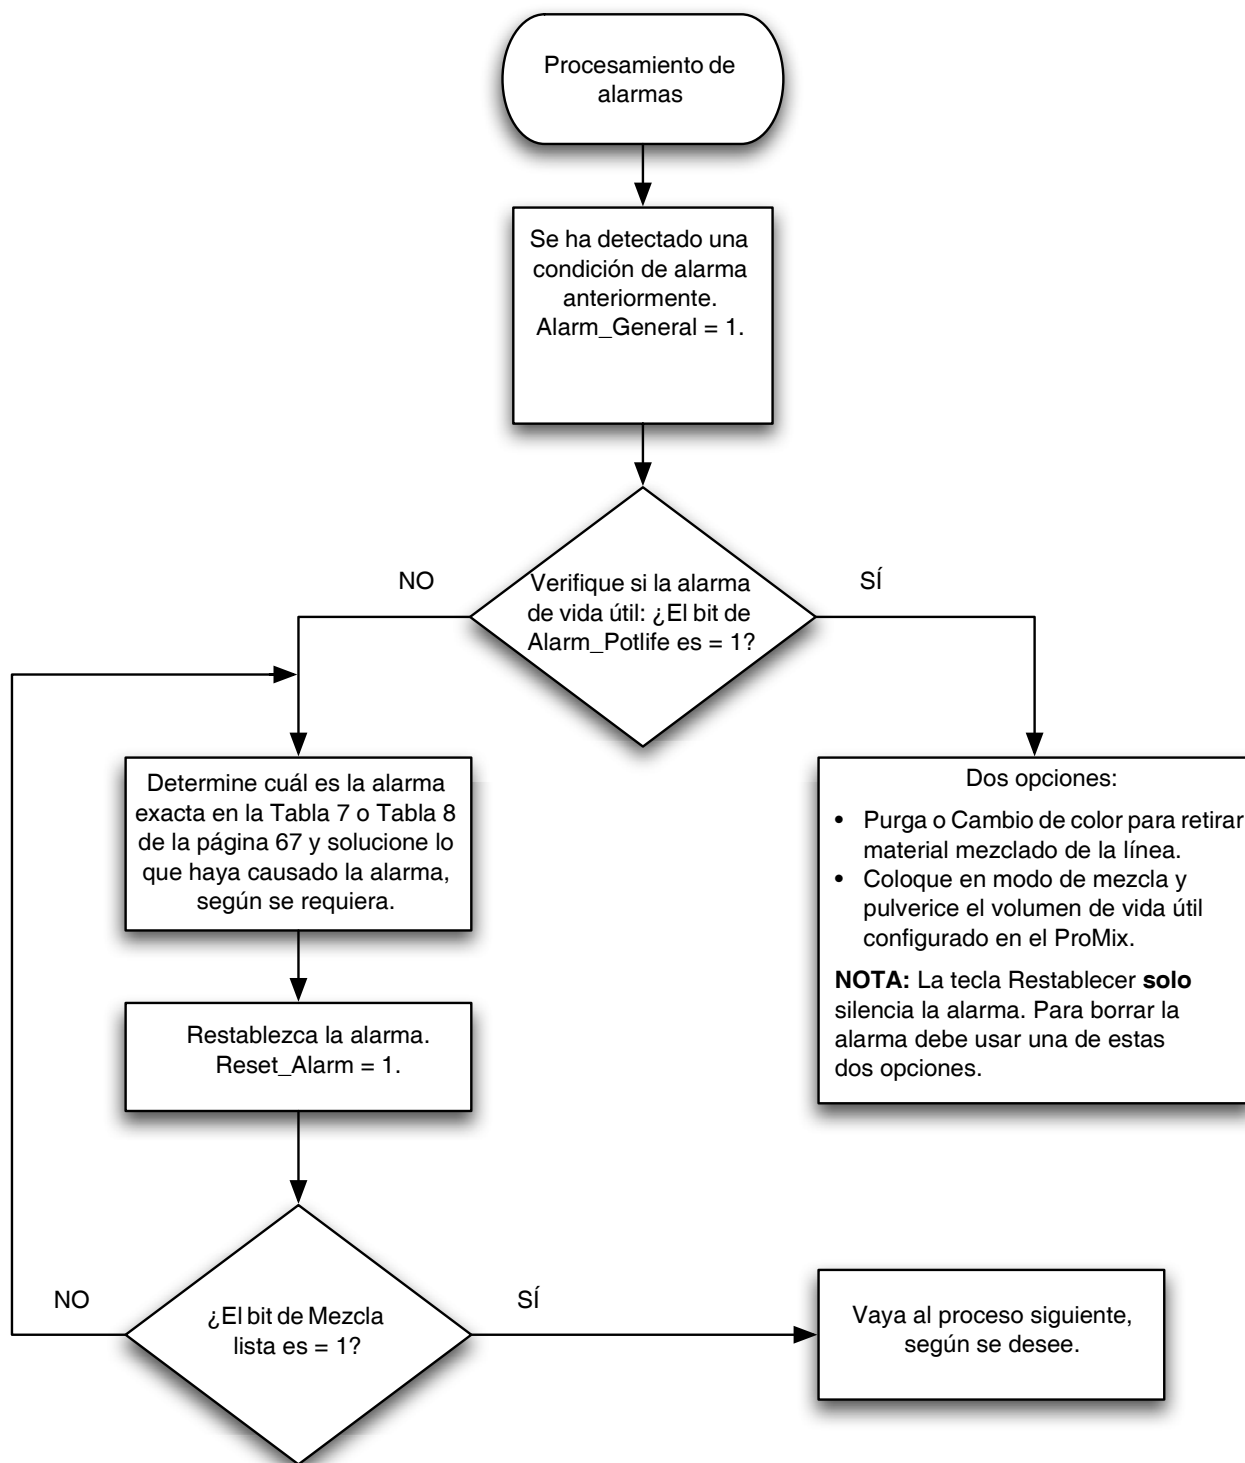 Procesamiento de
alarmas
Se ha detectado una
condición de alarma
anteriormente.
Alarm_General = 1.
NO
SÍ
Verifique si la alarma
de vida útil: ¿El bit de
Alarm_Potlife es = 1?
Determine cuál es la alarma
exacta en la Tabla 7 o Tabla 8
de la página 67 y solucione lo
que haya causado la alarma,
según se requiera.
Dos opciones:
• Purga o Cambio de color para retirar
material mezclado de la línea.
• Coloque en modo de mezcla y
pulverice el volumen de vida útil
configurado en el ProMix.
NOTA: La tecla Restablecer solo
silencia la alarma. Para borrar la
alarma debe usar una de estas
dos opciones.
Restablezca la alarma.
Reset_Alarm = 1.
NO
SÍ
¿El bit de Mezcla
lista es = 1?
Vaya al proceso siguiente,
según se desee.